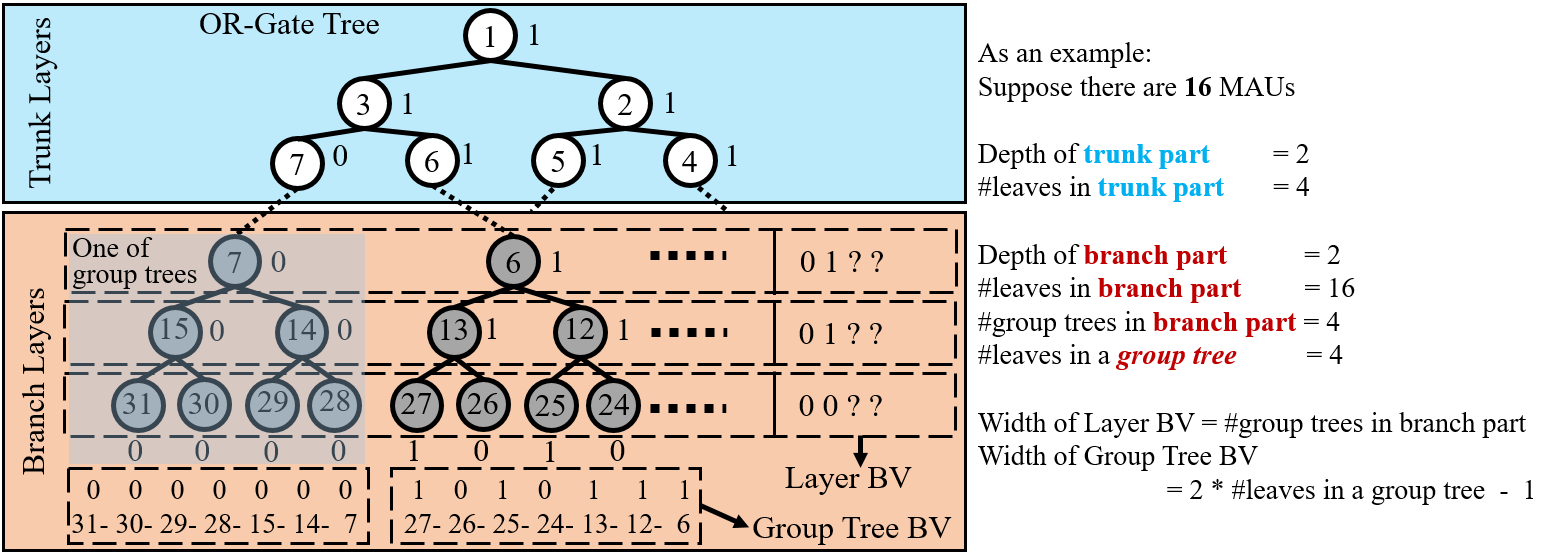 OR-Gate Tree
Trunk Layers
1 1
3 1 2 1
7 0 6 1 5 1 4 1
Branch Layers
One of
group trees
7 0 6 1 0 1 ? ?
15 0 14 0 13 1 12 1 0 1 ? ?
31 30 29 28 27 26 25 24 0 0 ? ?
0 0 0 0 1 0 1 0
Layer BV
0 0 0 0 0 0 0
31- 30- 29- 28- 15- 14- 7
1 0 1 0 1 1 1
27- 26- 25- 24- 13- 12- 6
Group Tree BV
As an example:
Suppose there are 16 MAUs
Depth of trunk part = 2
#leaves in trunk part = 4
Depth of branch part = 2
#leaves in branch part = 16
#group trees in branch part = 4
#leaves in a group tree = 4
Width of Layer BV = #group trees in branch part
Width of Group Tree BV
= 2 * #leaves in a group tree - 1